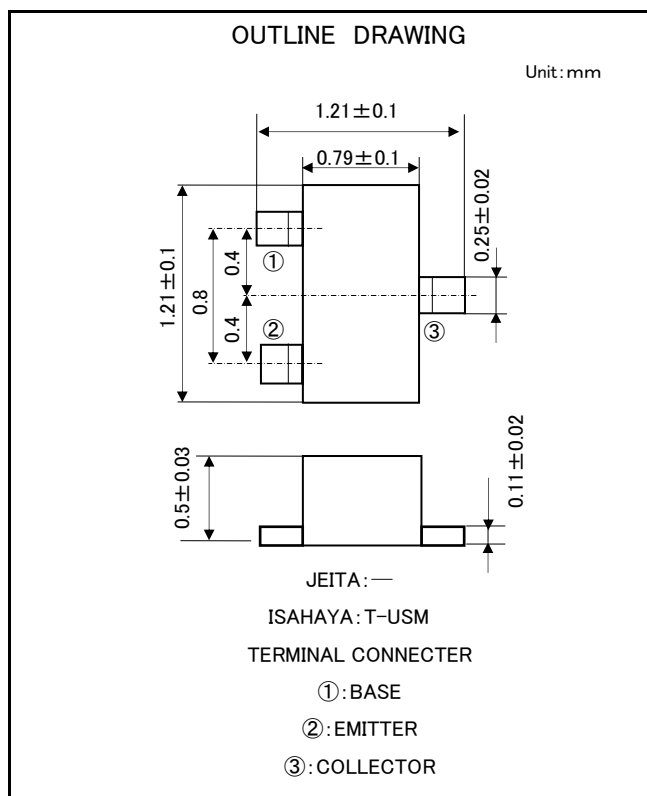 OUTLINE DRAWING
Unit:mm
1.21±0.1
0.79±0.1
0.25±0.02
1.21±0.1
0.8
0.4
0.4
①
②
③
0.5±0.03
0.11±0.02
JEITA:—
ISAHAYA:T-USM
TERMINAL CONNECTER
①:BASE
②:EMITTER
③:COLLECTOR